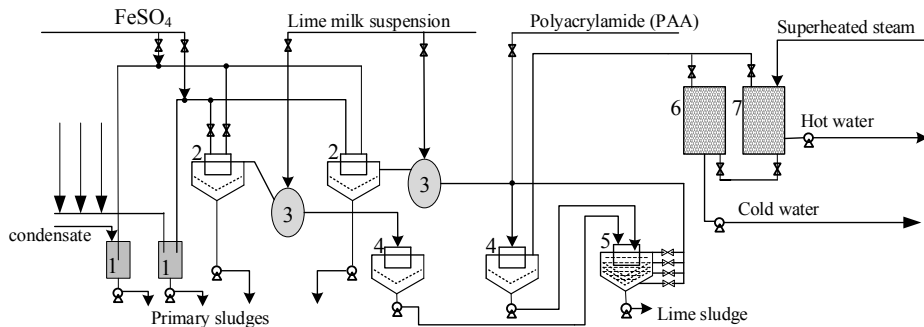 FeSO4
Lime milk suspension
Polyacrylamide (PAA)
Superheated steam
6
7
Hot water
2
2
3
3
Cold water
condensate
4
4
5
1
1
Primary sludges
Lime sludge